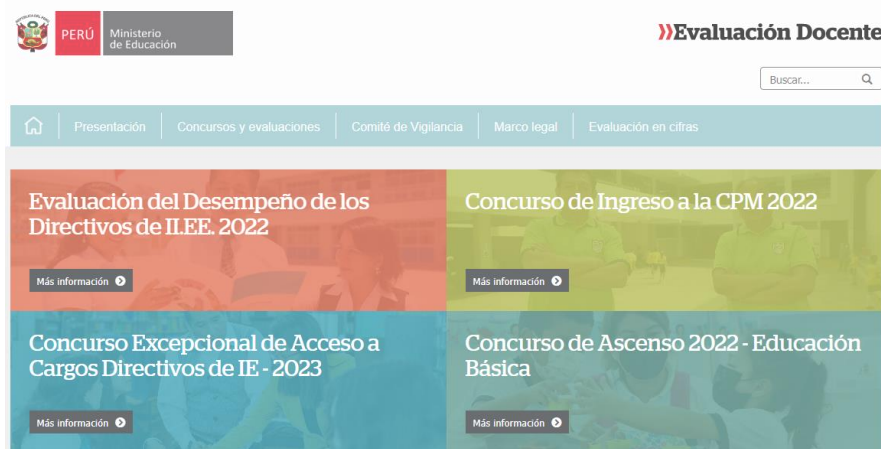 PERÚ
Ministerio
de Educación
»Evaluación Docente
Buscar...
Presentación
Concursos y evaluaciones
Comité de Vigilancia
Marco legal
Evaluación en cifras
Evaluación del Desempeño de los
Directivos de II.EE. 2022
Más información
Concurso de Ingreso a la CPM 2022
Más información
Concurso Excepcional de Acceso a
Cargos Directivos de IE - 2023
Más información
Concurso de Ascenso 2022 - Educación
Básica
Más información